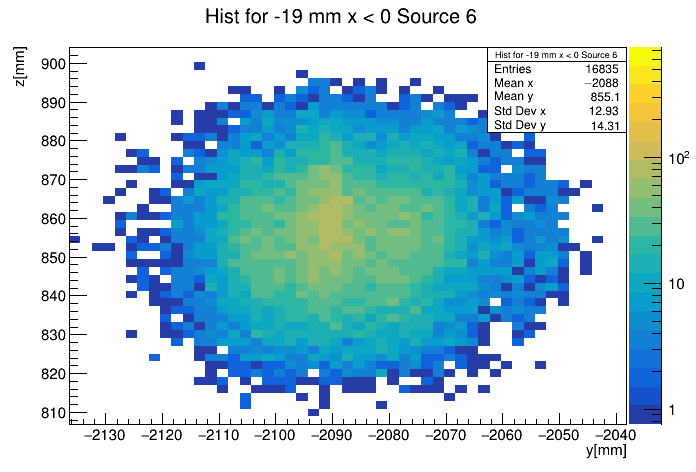 Hist for -19 mm x < 0 Source 6
z[mm]
Hist for -19 mm x < 0 Source 6
Entries 16835
Mean x −2088
Mean y 855.1
Std Dev x 12.93
Std Dev y 14.31
900
890
880
870
860
850
840
830
820
810
10²
10
1
−2130 −2120 −2110 −2100 −2090 −2080 −2070 −2060 −2050 −2040
y[mm]